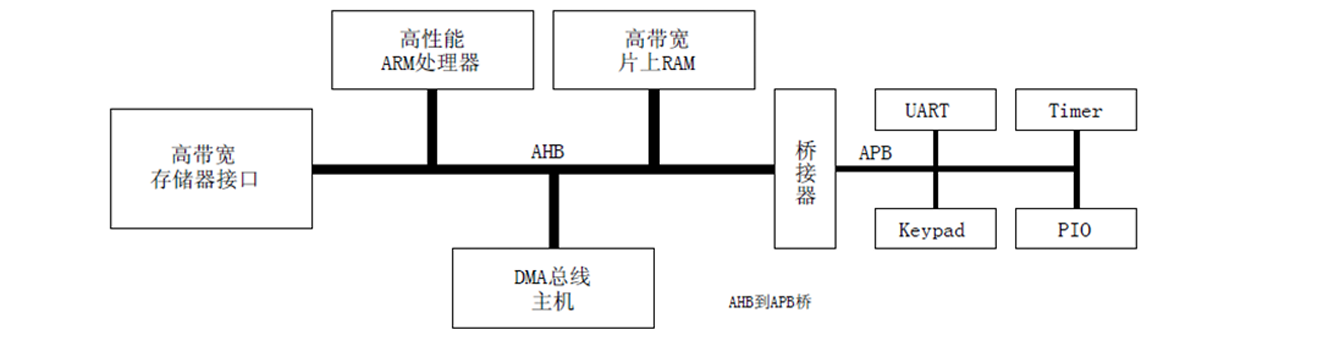 高性能
ARM处理器
高带宽
片上RAM
高带宽
存储器接口
AHB
桥
接
器
APB
UART
Timer
Keypad
PIO
DMA总线
主机
AHB到APB桥